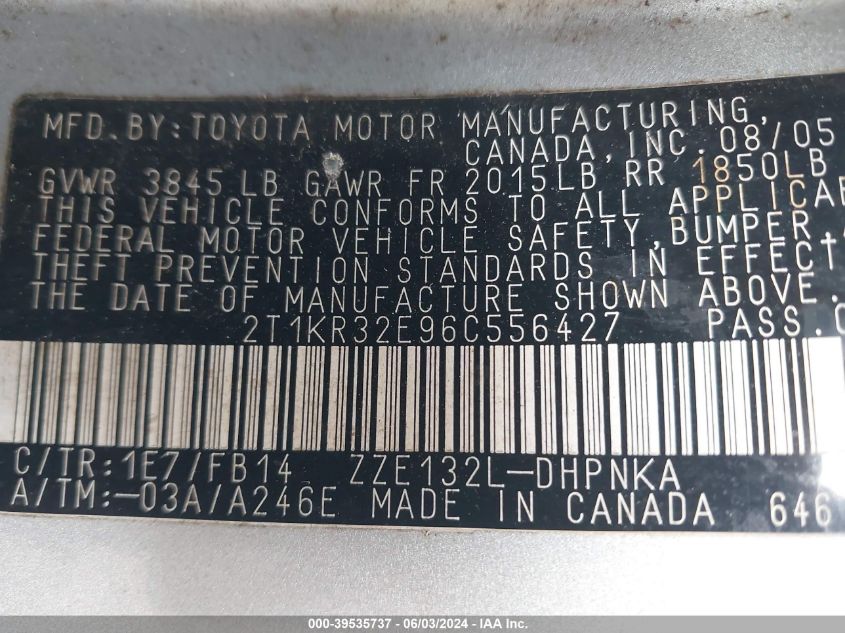 MFD.BY:TOYOTA MOTOR MANUFACTURING,
CANADA, INC. 08/05
GVWR 3845 LB GAWR FR 2015LB RR 1850LB
THIS VEHICLE CONFORMS TO ALL APPLICAB
FEDERAL MOTOR VEHICLE SAFETY, BUMPER,
THEFT PREVENTION STANDARDS IN EFFECT
THE DATE OF MANUFACTURE SHOWN ABOVE.
2T1KR32E96C556427 PASS.C
C/TR:1E7/FB14 ZZE132L-DHPNKA
A/TM:-03A/A246E MADE IN CANADA 646
000-39535737 - 06/03/2024 - IAA Inc.